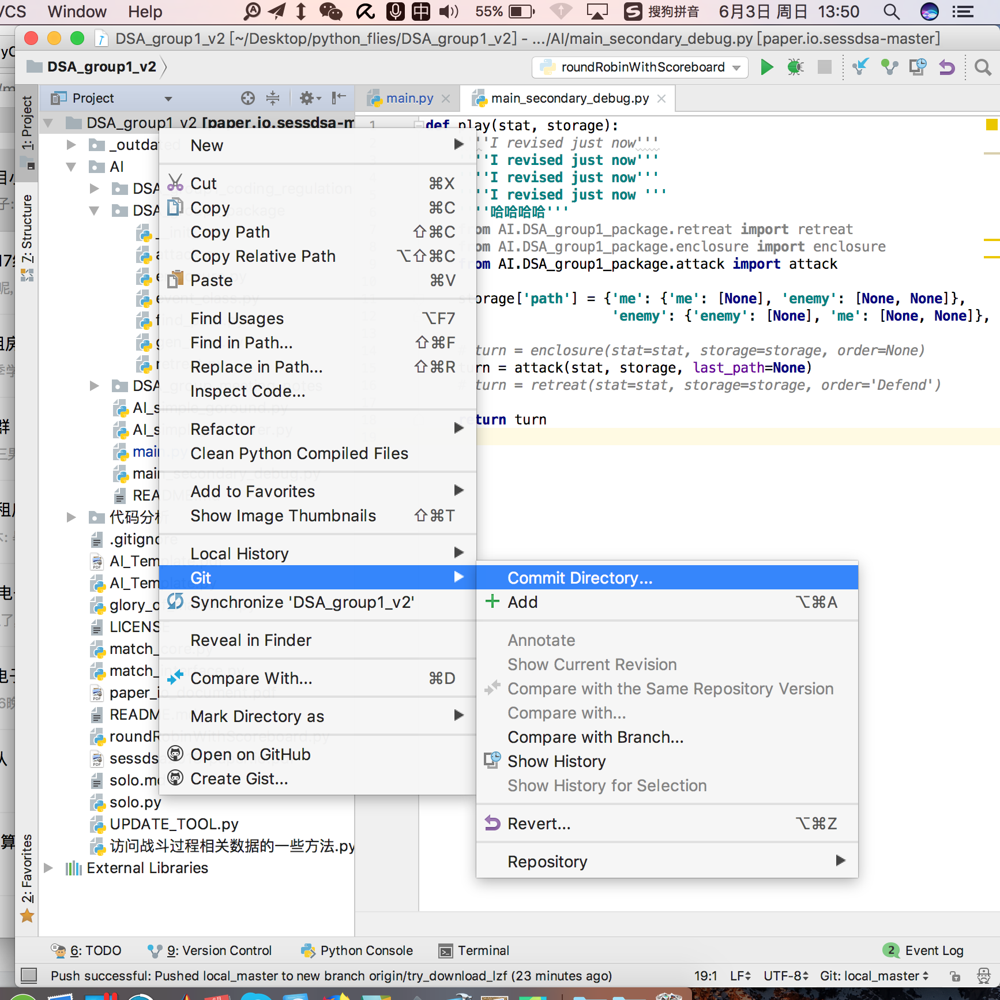 VCS Window Help 55% 搜狗拼音 6月3日 周日 13:50
DSA_group1_v2 [~/Desktop/python_flies/DSA_group1_v2] - .../AI/main_secondary_debug.py [paper.io.sessdsa-master]
DSA_group1_v2
roundRobinWithScoreboard
1: Project
7: Structure
2: Favorites
Project
main.py
main_secondary_debug.py
DSA_group1_v2 [paper.io.sessdsa-m
_outdated
AI
DSA_group1_coding_regulation
DSA_group1_package
__init
attac
event_class.py
find
gen_
retreat
DSA_group_meeting_notes
AI_simple_goround.py
AI_s
main.py
main_secondary_debug.py
README
代码分析
.gitignore
AI_Template.pdf
AI_Template.py
glory_o
LICENSE
match_core.py
match_interface.py
paper_io_document.pdf
README.md
roundRobinWithScoreboard.py
sessds
solo.md
solo.py
UPDATE_TOOL.py
访问战斗过程相关数据的一些方法.py
External Libraries
New
Cut ⌘X
Copy ⌘C
Copy Path ⇧⌘C
Copy Relative Path ⌥⇧⌘C
Paste ⌘V
Find Usages ⌥F7
Find in Path... ⇧⌘F
Replace in Path... ⇧⌘R
Inspect Code...
Refactor
Clean Python Compiled Files
Add to Favorites
Show Image Thumbnails ⇧⌘T
Local History
Git
Synchronize 'DSA_group1_v2'
Reveal in Finder
Compare With... ⌘D
Mark Directory as
Open on GitHub
Create Gist...
Commit Directory...
Add ⌥⌘A
Annotate
Show Current Revision
Compare with the Same Repository Version
Compare with...
Compare with Branch...
Show History
Show History for Selection
Revert... ⌥⌘Z
Repository
1 def play(stat, storage):
''I revised just now'''
''I revised just now'''
''I revised just now'''
''I revised just now '''
''哈哈哈哈'''
om AI.DSA_group1_package.retreat import retreat
om AI.DSA_group1_package.enclosure import enclosure
om AI.DSA_group1_package.attack import attack
storage['path'] = {'me': {'me': [None], 'enemy': [None, None]},
'enemy': {'enemy': [None], 'me': [None, None]},
# turn = enclosure(stat=stat, storage=storage, order=None)
turn = attack(stat, storage, last_path=None)
# turn = retreat(stat=stat, storage=storage, order='Defend')
return turn
6: TODO 9: Version Control Python Console Terminal 2 Event Log
Push successful: Pushed local_master to new branch origin/try_download_lzf (23 minutes ago) 19:1 LF UTF-8 Git: local_master